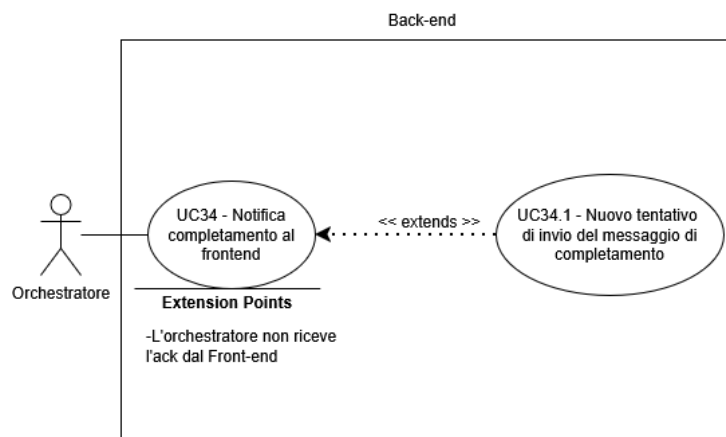 Back-end
UC34 - Notifica
completamento al
frontend
<< extends >>
UC34.1 - Nuovo tentativo
di invio del messaggio di
completamento
Orchestratore
Extension Points
-L'orchestratore non riceve
l'ack dal Front-end